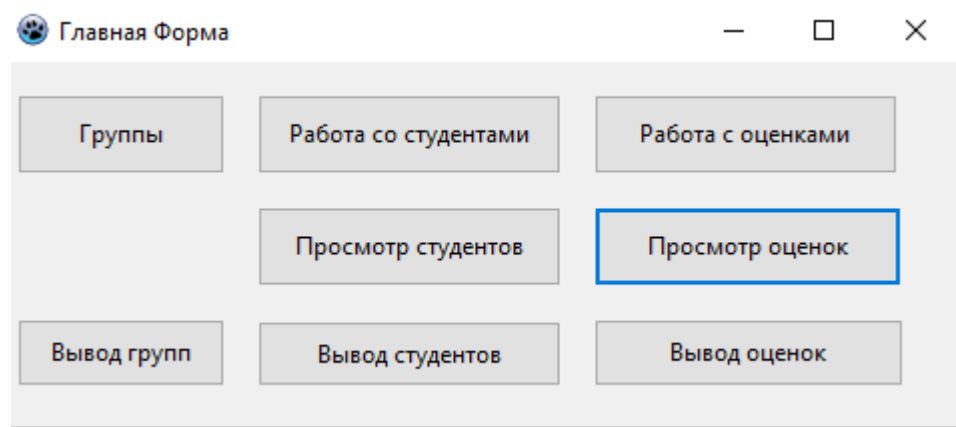 Главная Форма
Группы
Работа со студентами
Работа с оценками
Просмотр студентов
Просмотр оценок
Вывод групп
Вывод студентов
Вывод оценок